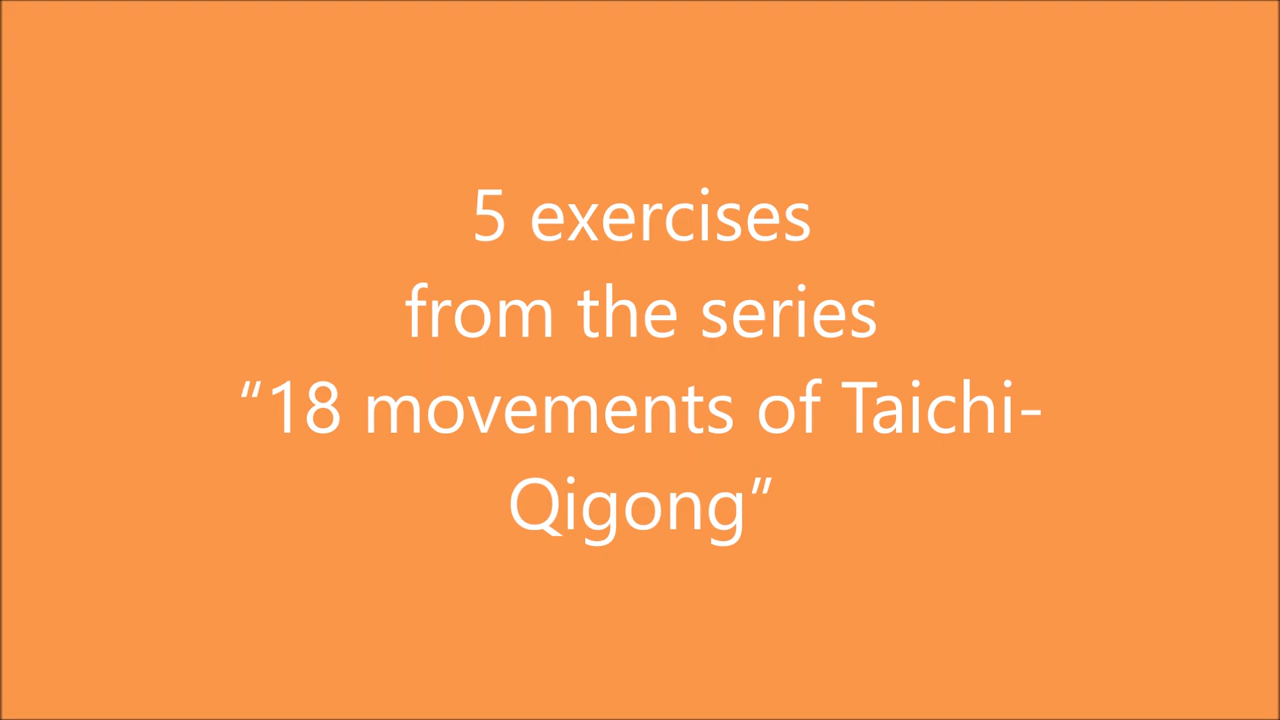 5 exercises
from the series
“18 movements of Taichi-
Qigong”